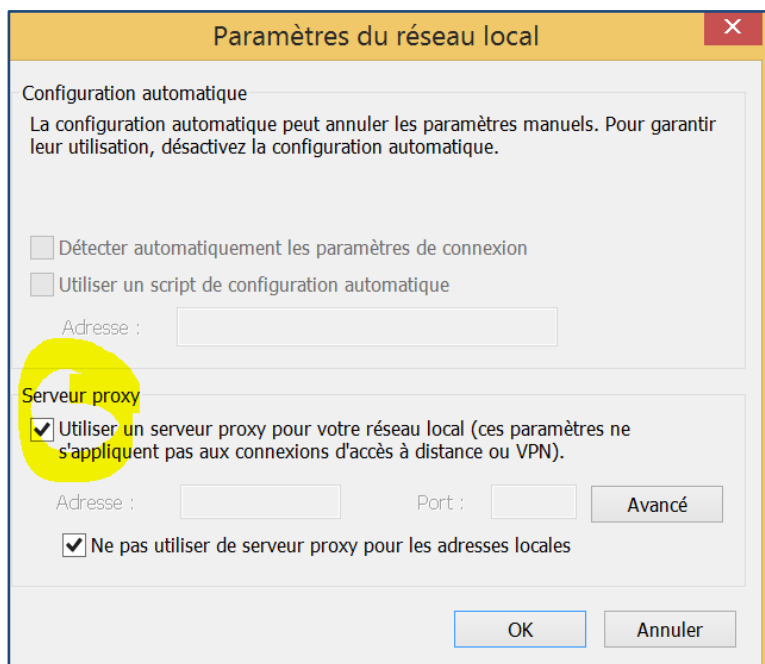 Paramètres du réseau local
Configuration automatique
La configuration automatique peut annuler les paramètres manuels. Pour garantir
leur utilisation, désactivez la configuration automatique.
Détecter automatiquement les paramètres de connexion
Utiliser un script de configuration automatique
Adresse :
Serveur proxy
Utiliser un serveur proxy pour votre réseau local (ces paramètres ne
s'appliquent pas aux connexions d'accès à distance ou VPN).
Adresse : Port : Avancé
Ne pas utiliser de serveur proxy pour les adresses locales
OK Annuler